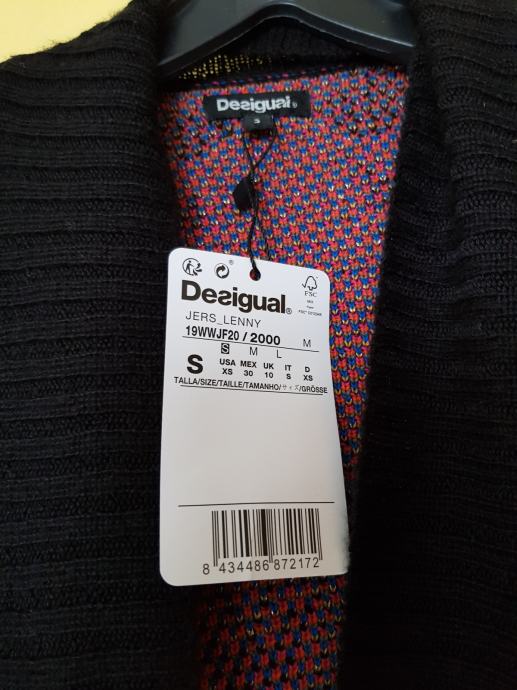 Desigual®
S
®
FSC
Desigual®
JERS_LENNY
19WWJF20 / 2000 M
S M L
S
USA MEX UK IT D
XS 30 10 S XS
TALLA/SIZE/TAILLE/TAMANHO/サイズ/GRÖSSE
8 434486 872172